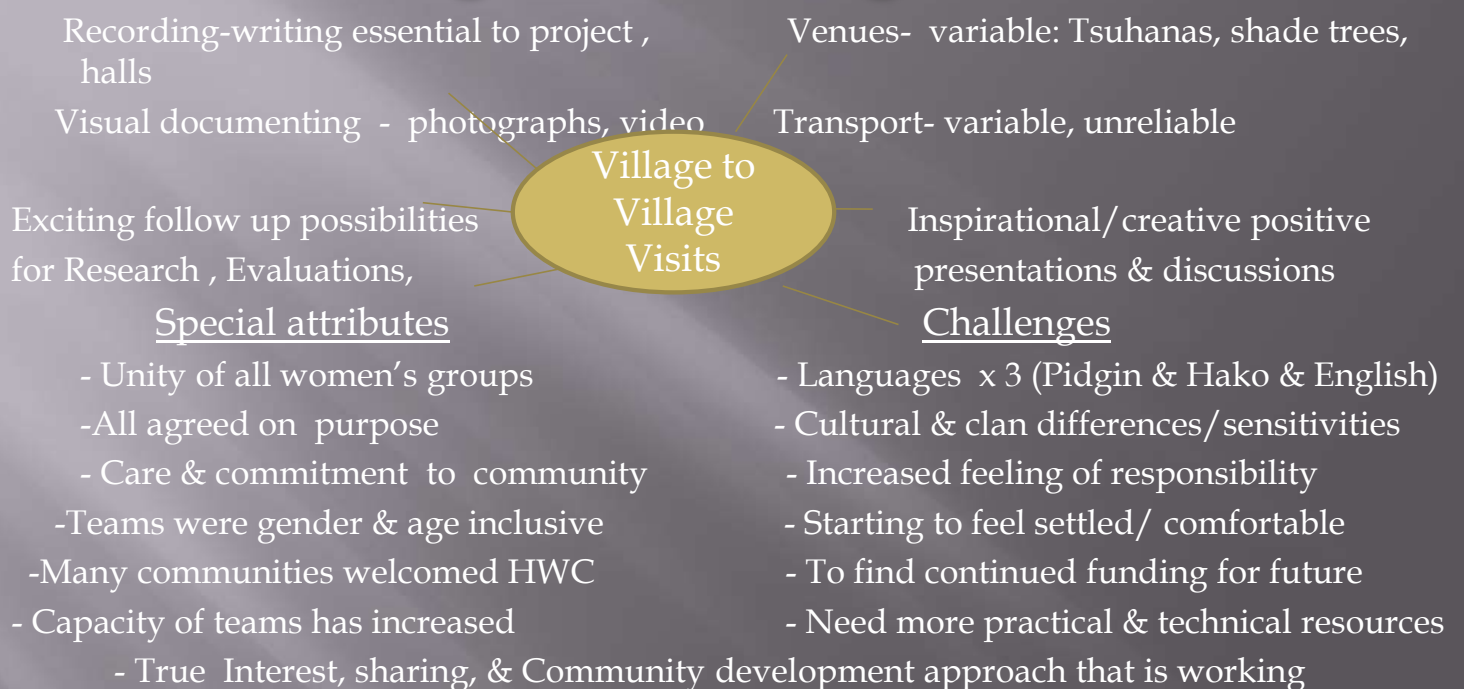 Recording-writing essential to project ,
halls
Visual documenting - photographs, video
Venues- variable: Tsuhanas, shade trees,
Transport- variable, unreliable
Village to
Village
Visits
Exciting follow up possibilities
for Research , Evaluations,
Inspirational/creative positive
presentations & discussions
Special attributes
- Unity of all women’s groups
-All agreed on purpose
- Care & commitment to community
-Teams were gender & age inclusive
-Many communities welcomed HWC
- Capacity of teams has increased
Challenges
- Languages x 3 (Pidgin & Hako & English)
- Cultural & clan differences/sensitivities
- Increased feeling of responsibility
- Starting to feel settled/ comfortable
- To find continued funding for future
- Need more practical & technical resources
- True Interest, sharing, & Community development approach that is working